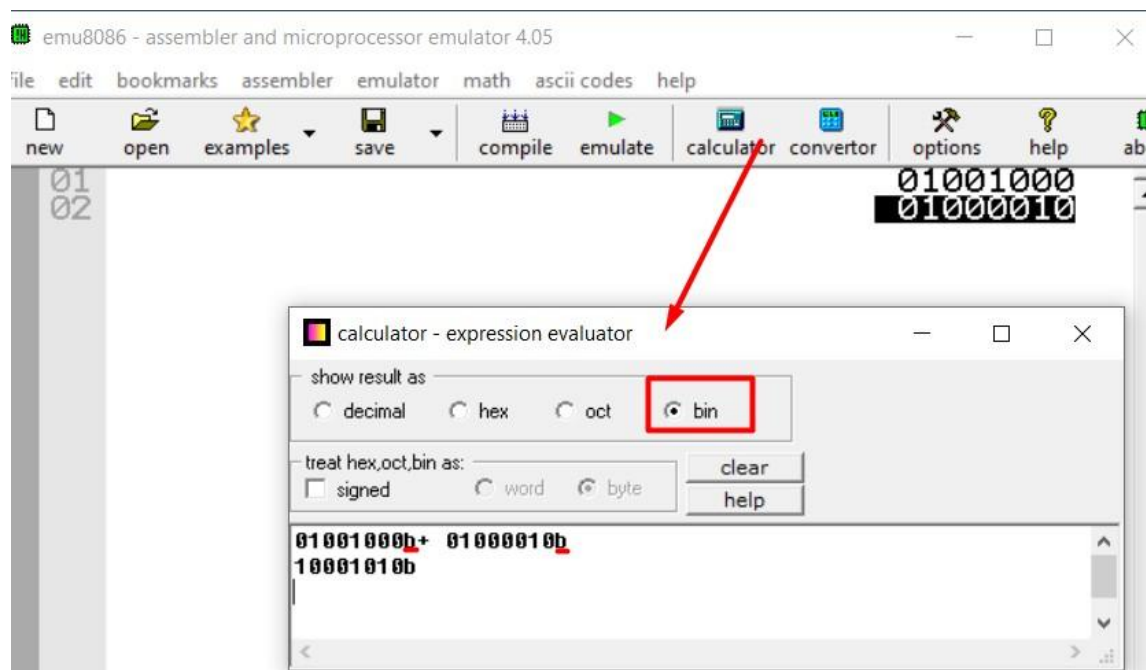 emu8086 - assembler and microprocessor emulator 4.05
file edit bookmarks assembler emulator math ascii codes help
new open examples save compile emulate calculator convertor options help ab
01 01001000
02 01000010
calculator - expression evaluator
show result as
decimal hex oct bin
treat hex,oct,bin as:
signed word byte
clear
help
01001000b+ 01000010b
10001010b